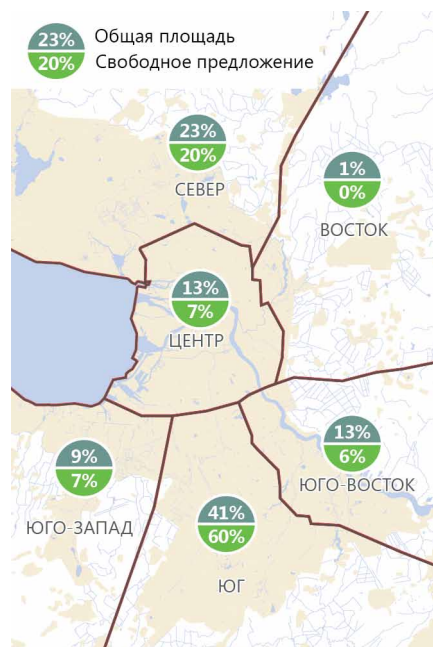 23% Общая площадь
20% Свободное предложение
23%
20%
СЕВЕР
1%
0%
ВОСТОК
13%
7%
ЦЕНТР
13%
6%
ЮГО-ВОСТОК
9%
7%
ЮГО-ЗАПАД
41%
60%
ЮГ